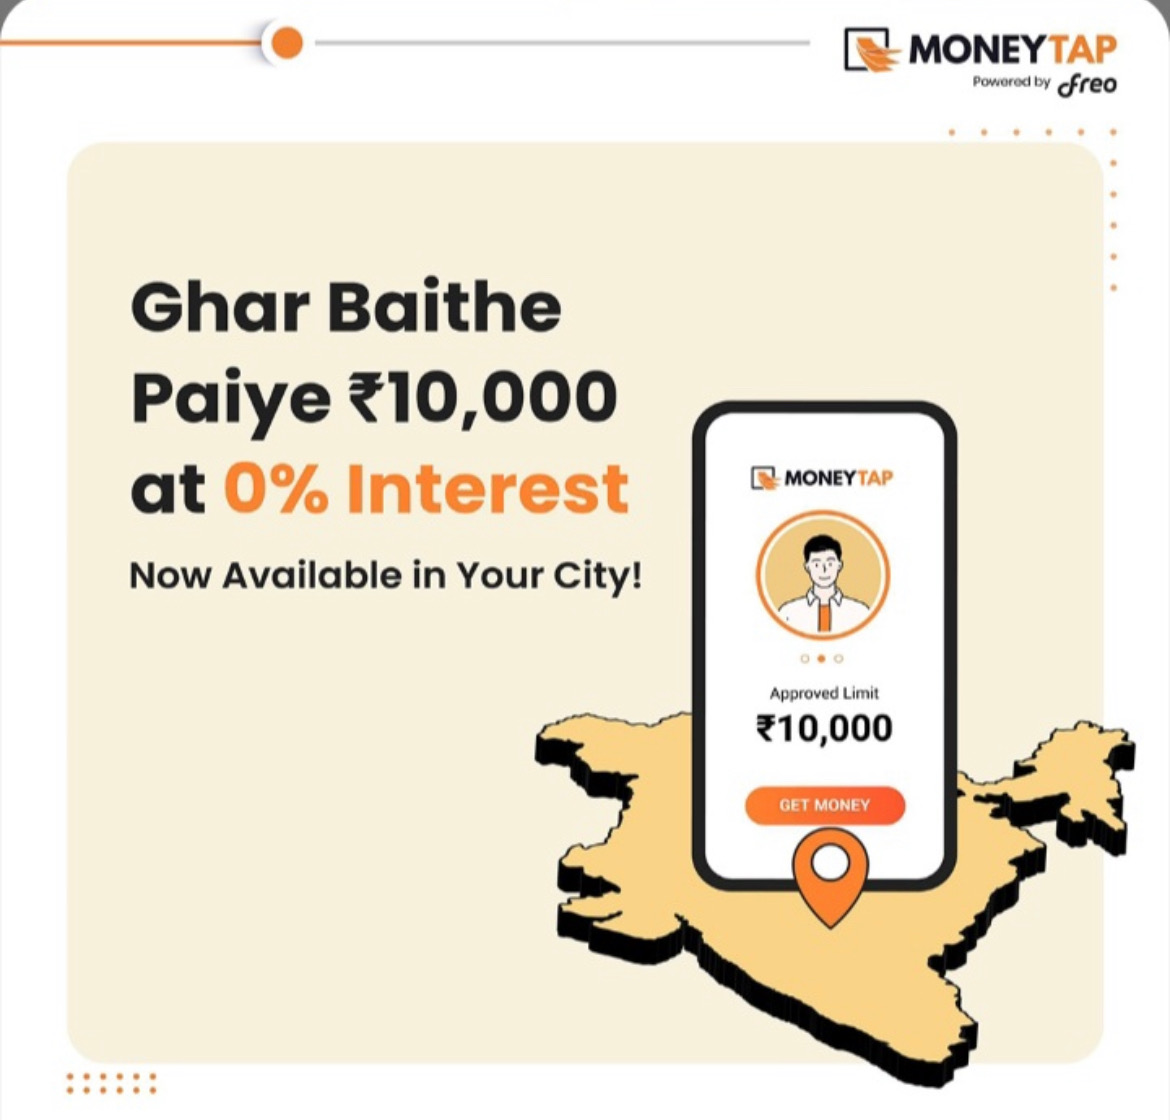 MONEYTAP
Powered by freo
Ghar Baithe
Paiye ₹10,000
at 0% Interest
Now Available in Your City!
MONEYTAP
Approved Limit
₹10,000
GET MONEY